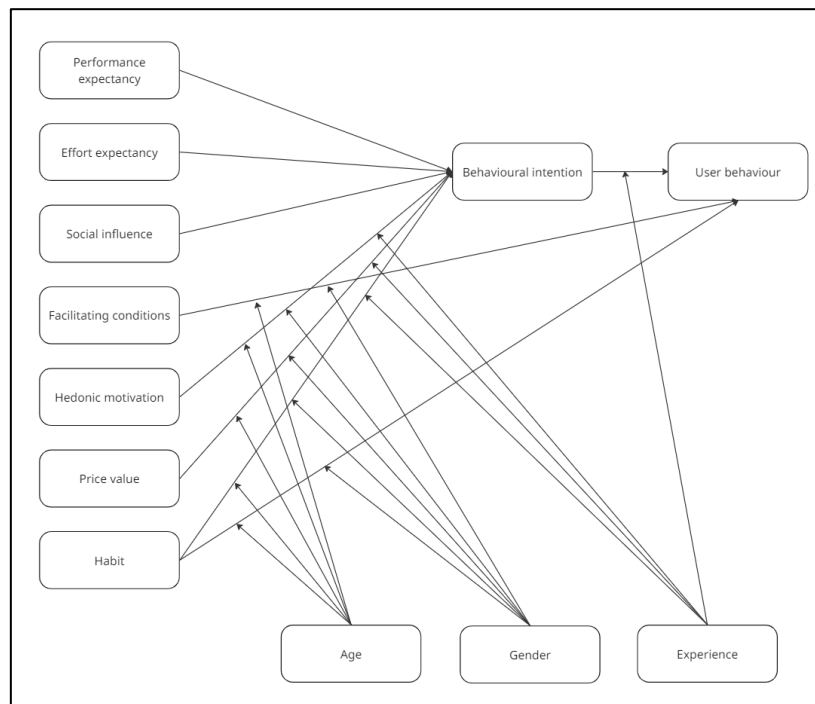 Performance
expectancy
Effort expectancy
Behavioural intention
User behaviour
Social influence
Facilitating conditions
Hedonic motivation
Price value
Habit
Age
Gender
Experience